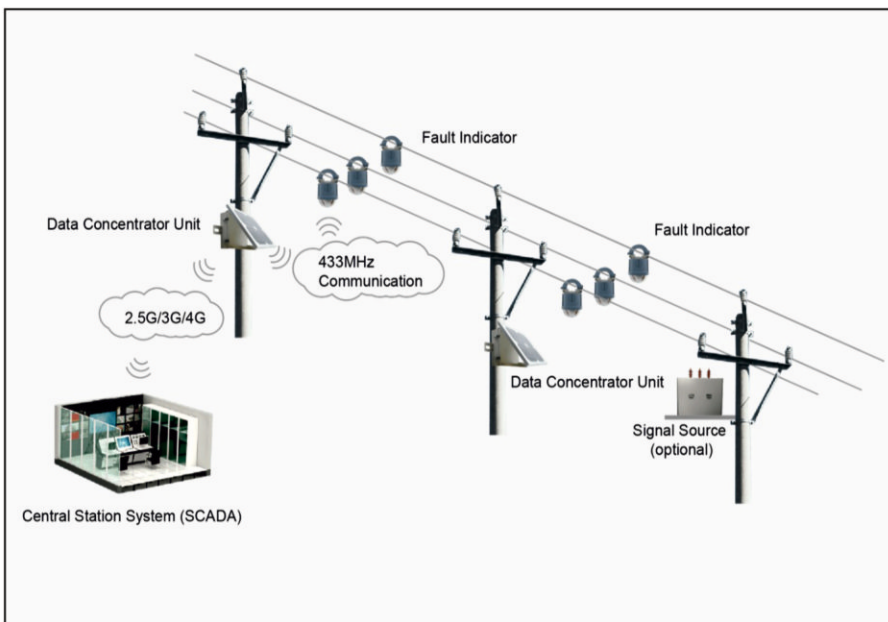 Fault Indicator
Data Concentrator Unit
Fault Indicator
433MHz
Communication
2.5G/3G/4G
Data Concentrator Unit
Signal Source
(optional)
Central Station System (SCADA)